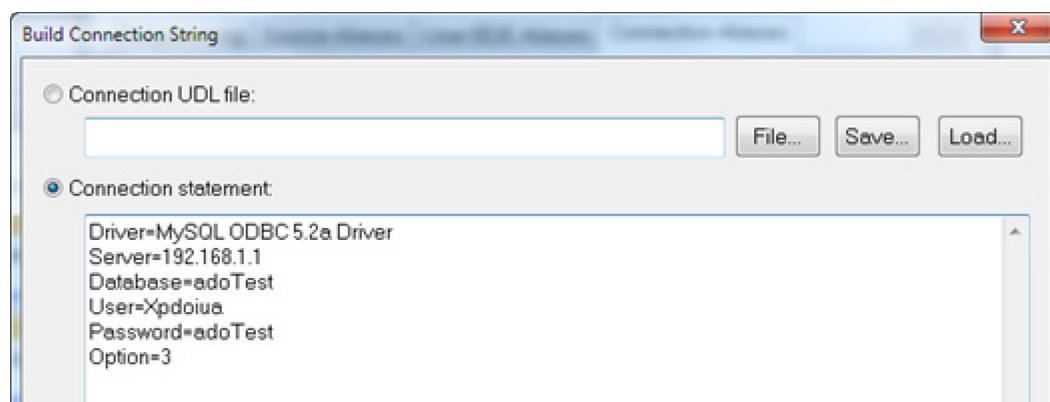 Build Connection String
Connection UDL file:
File... Save... Load...
Connection statement:
Driver=MySQL ODBC 5.2a Driver
Server=192.168.1.1
Database=adoTest
User=Xpdoiua
Password=adoTest
Option=3